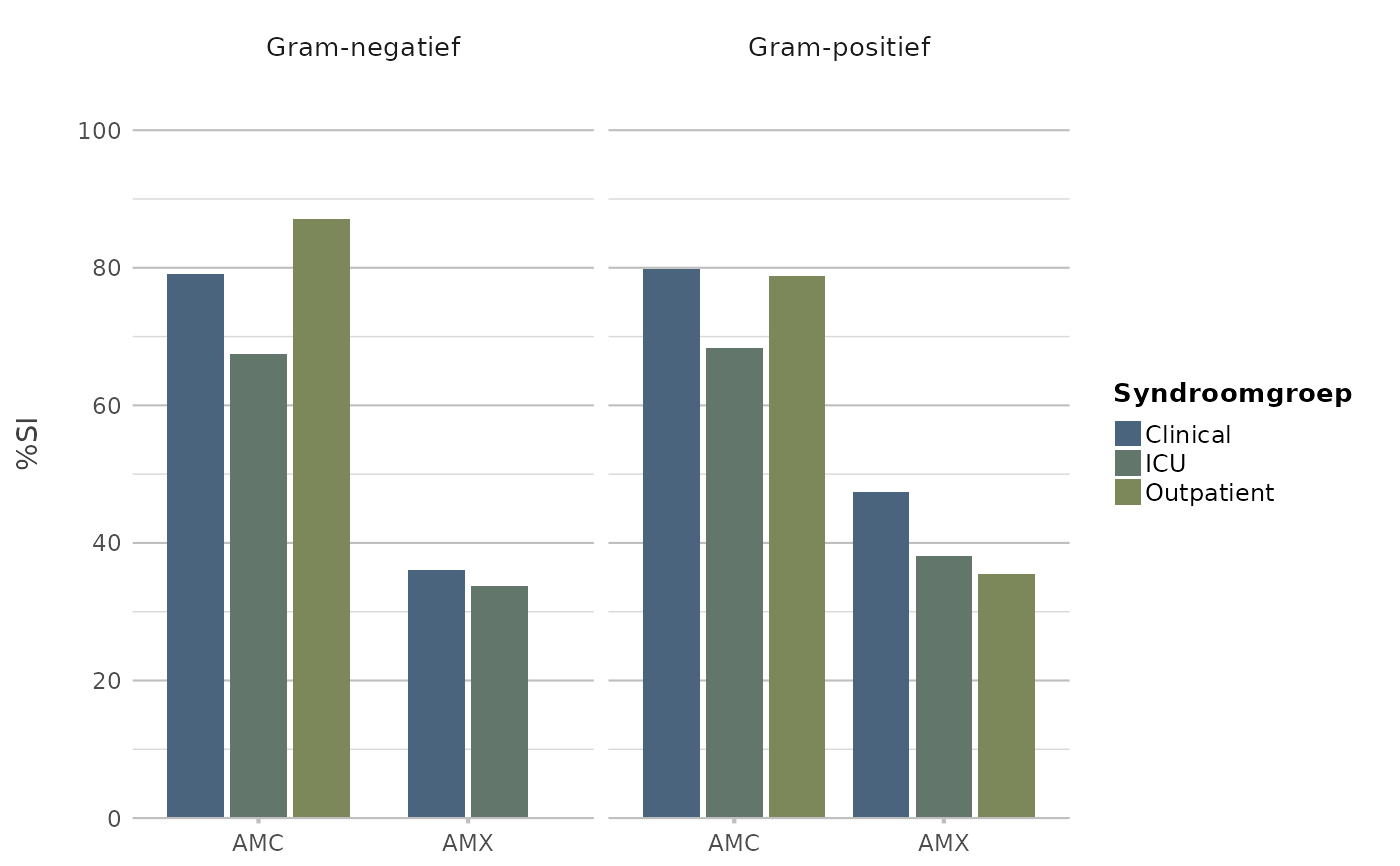 Gram-negatief
Gram-positief
100
80
60
40
20
0
%SI
AMC
AMX
AMC
AMX
Syndroomgroep
Clinical
ICU
Outpatient